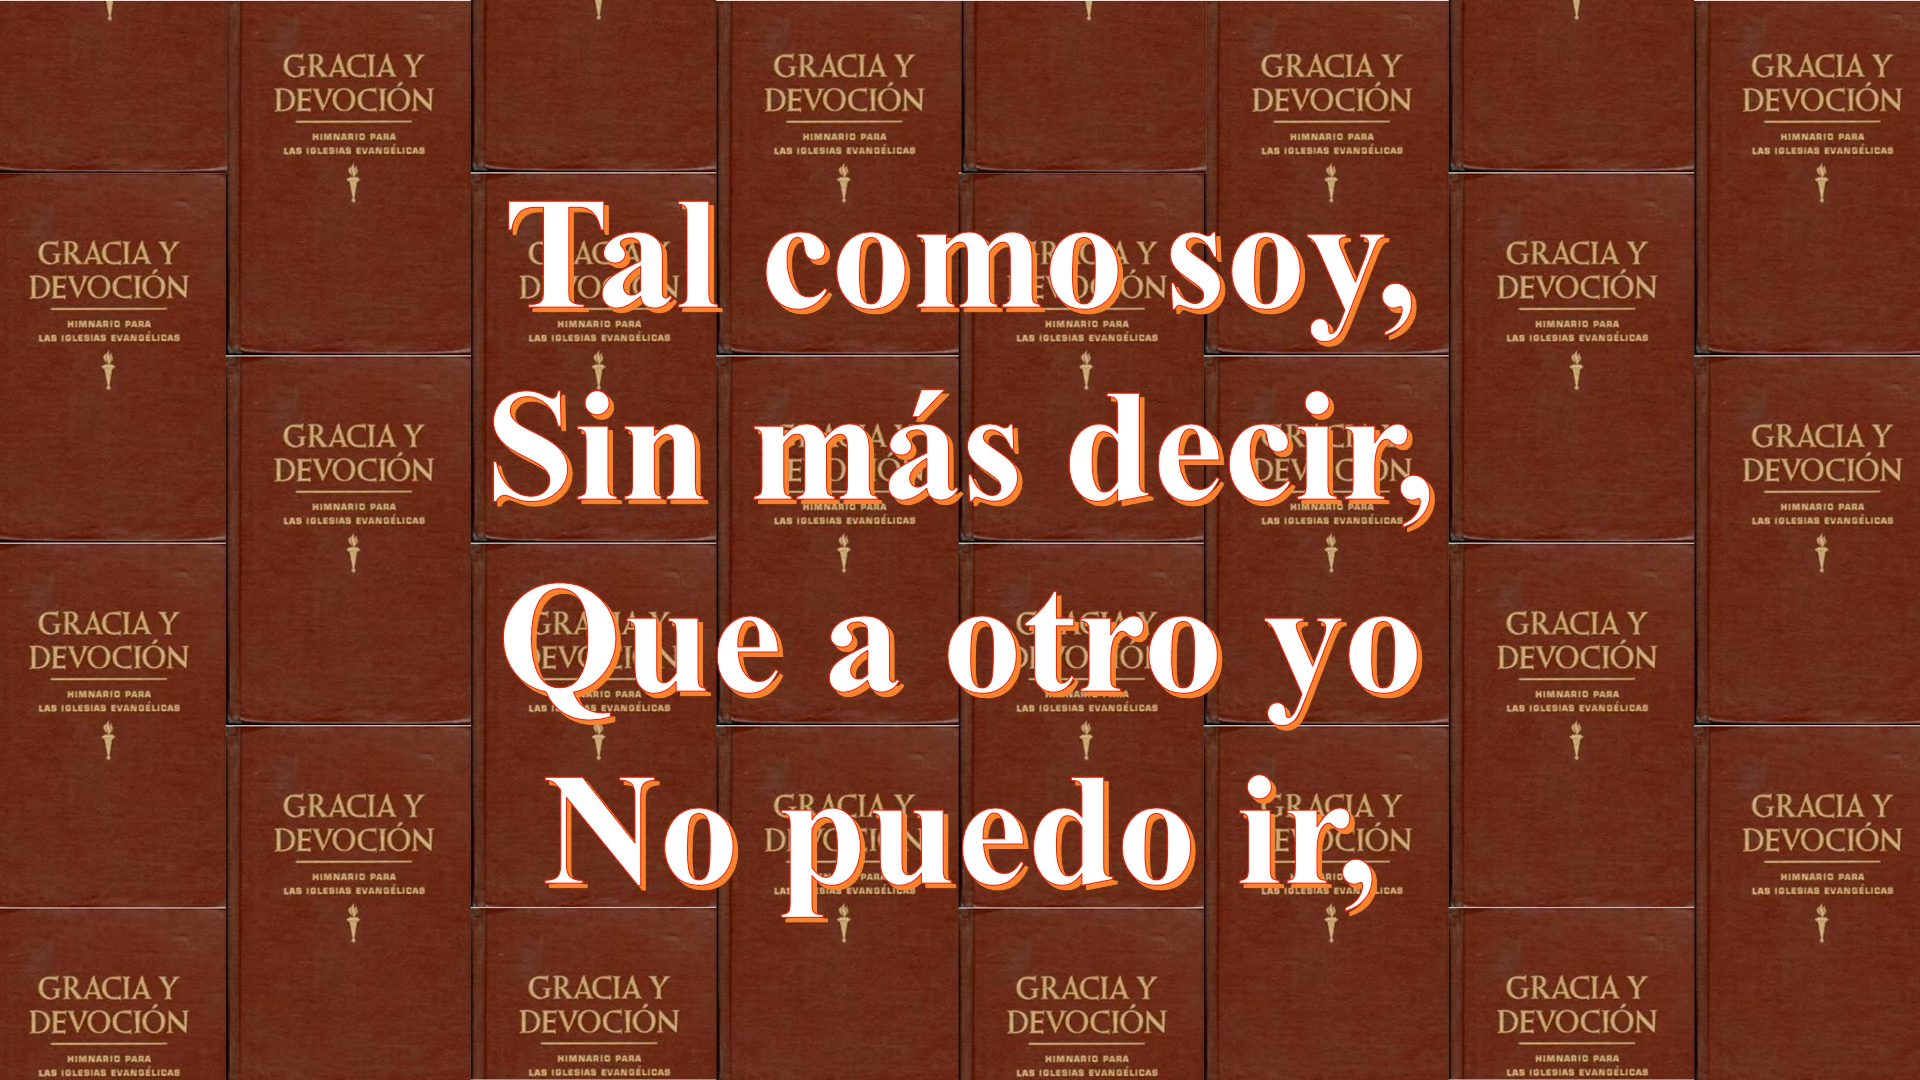 Tal como soy,
Sin más decir,
Que a otro yo
No puedo ir,
GRACIA Y
DEVOCIÓN
HIMNARIO PARA
LAS IGLESIAS EVANGÉLICAS